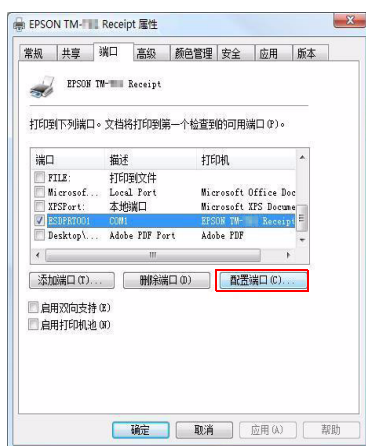 EPSON TM- Receipt 属性
常规 共享 端口 高级 颜色管理 安全 应用 版本
EPSON TM- Receipt
打印到下列端口。文档将打印到第一个检查到的可用端口(P)。
端口 描述 打印机
FILE: 打印到文件
Microsof... Local Port Microsoft Office Doc
XPSPort: 本地端口 Microsoft XPS Docume
ESDPRT001 COM1 EPSON TM- Receipt
Desktop\... Adobe PDF Port Adobe PDF
添加端口(T)... 删除端口(D) 配置端口(C)...
启用双向支持(E)
启用打印机池(N)
确定 取消 应用(A) 帮助